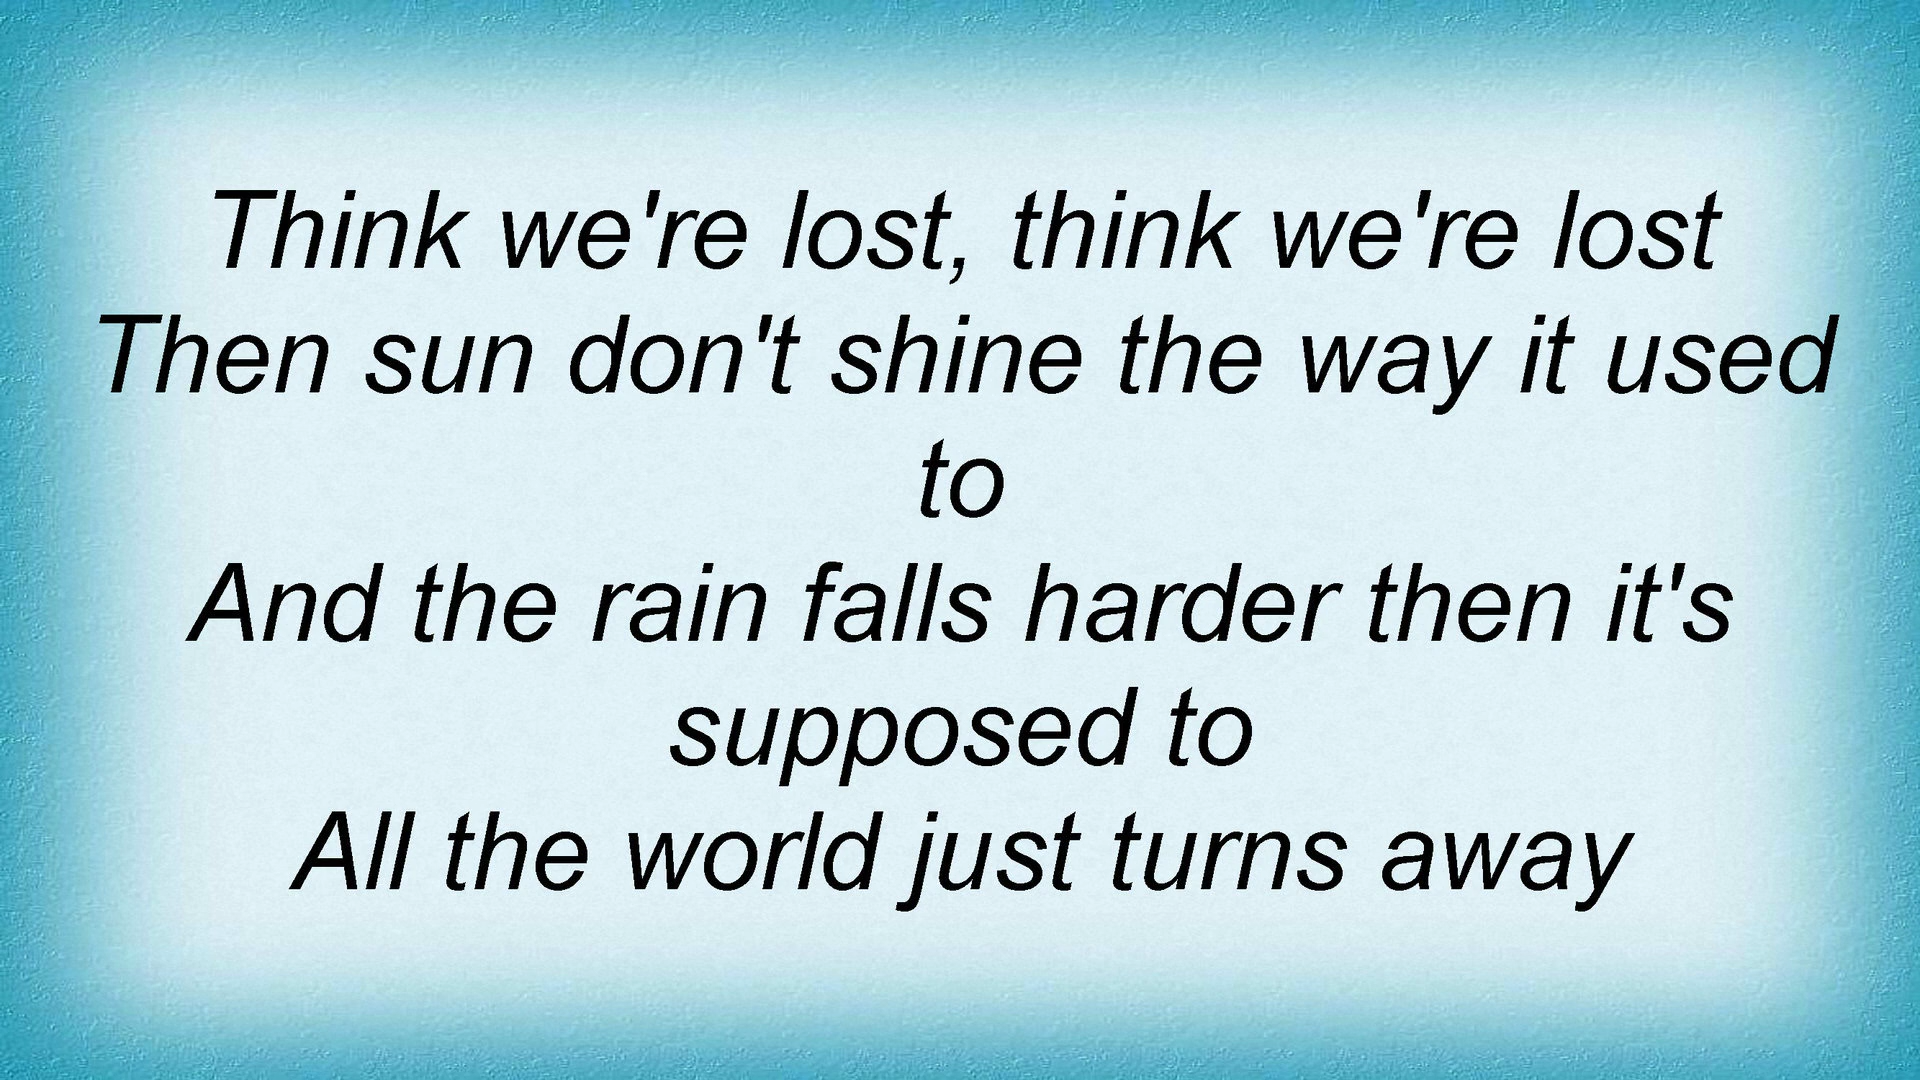 Think we're lost, think we're lost
Then sun don't shine the way it used
to
And the rain falls harder then it's
supposed to
All the world just turns away